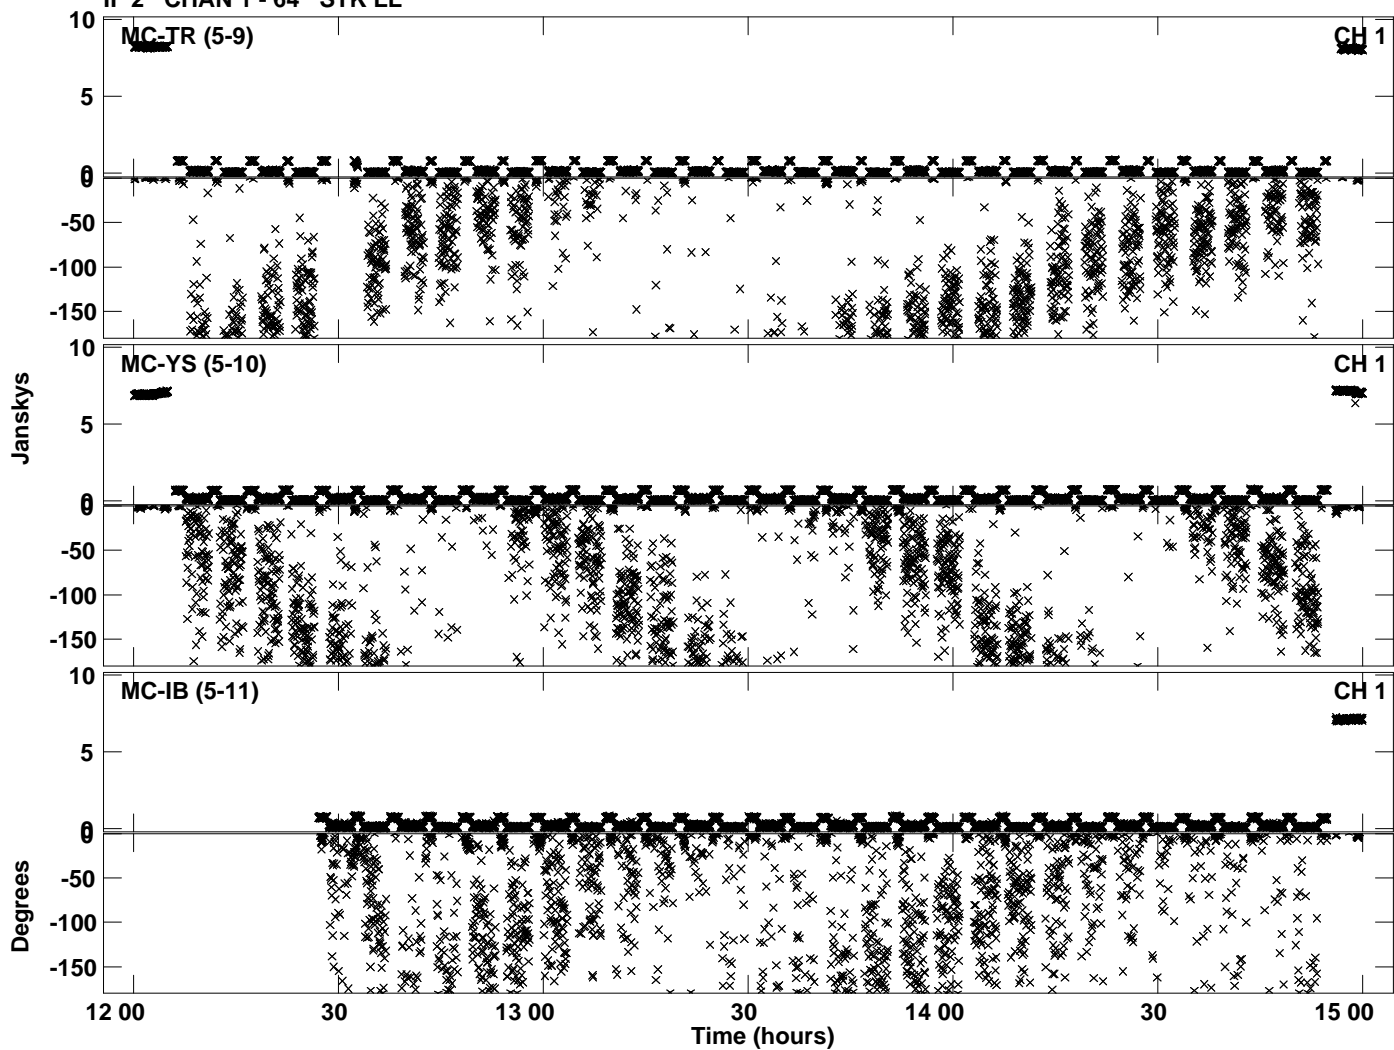 IF 2 CHAN 1 - 64 STK LL
10
MC-TR (5-9)
CH 1
5
0
0
-50
-100
-150
10
MC-YS (5-10)
CH 1
Janskys
5
0
0
-50
-100
-150
10
MC-IB (5-11)
CH 1
5
0
0
-50
Degrees
-100
-150
12 00
30
13 00
30
14 00
30
15 00
Time (hours)